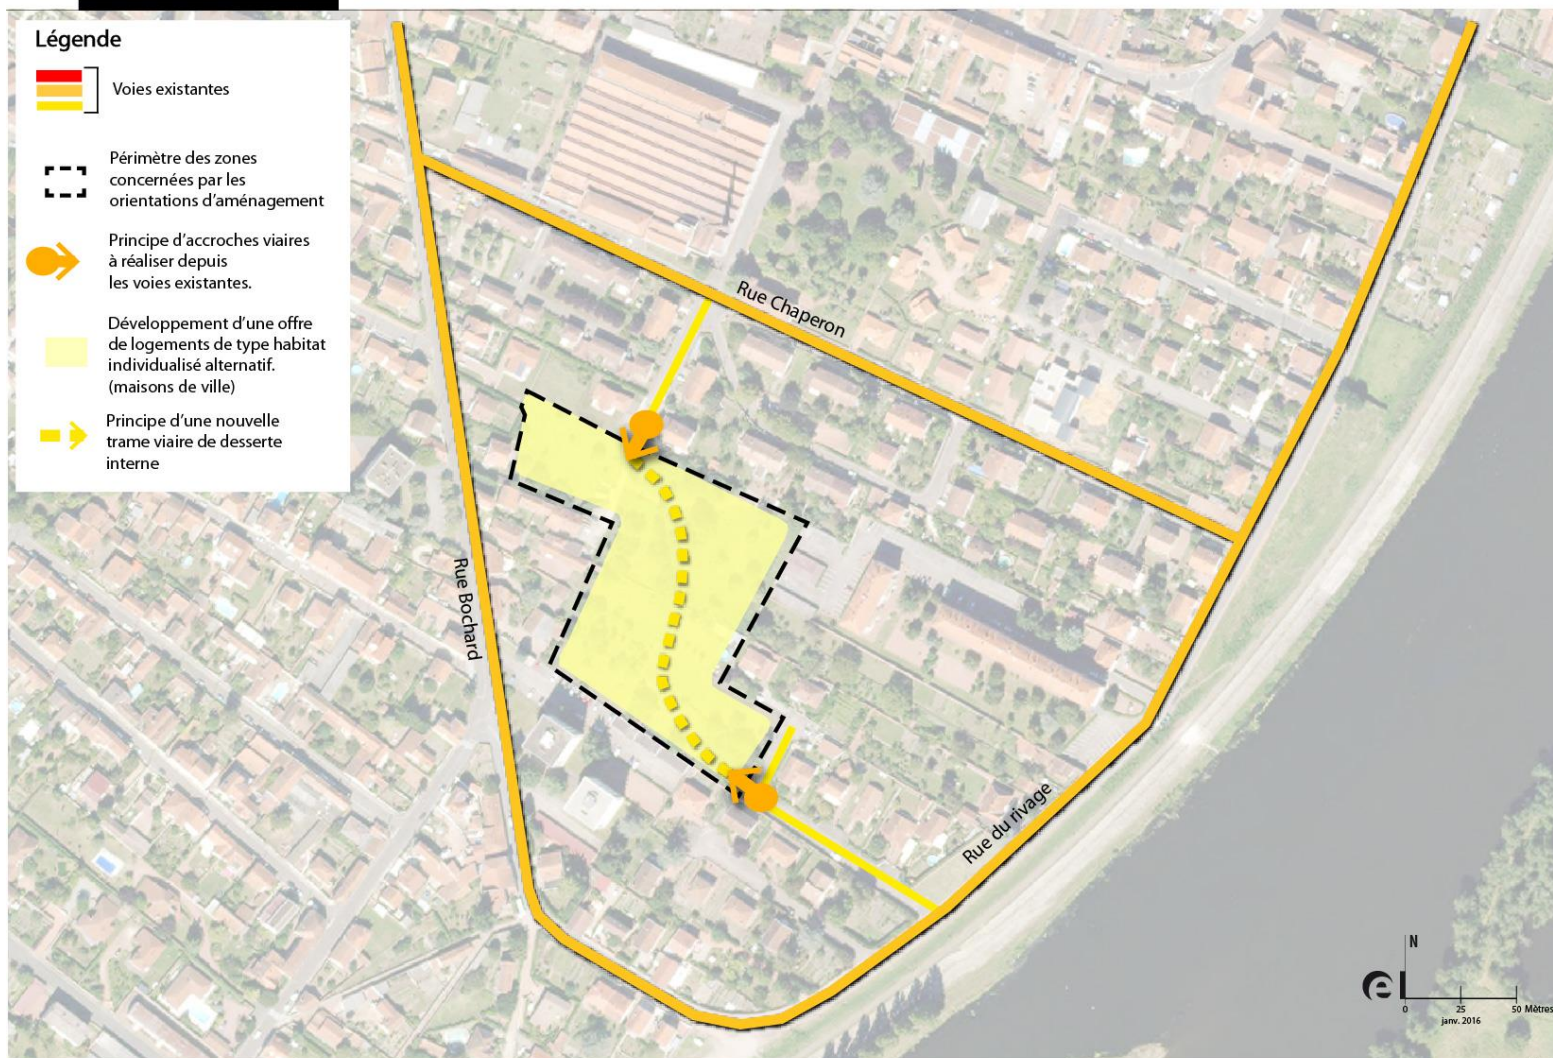 Légende
Voies existantes
Périmètre des zones
concernées par les
orientations d'aménagement
Principe d'accroches viaires
à réaliser depuis
les voies existantes.
Développement d'une offre
de logements de type habitat
individualisé alternatif.
(maisons de ville)
Principe d'une nouvelle
trame viaire de desserte
interne
Rue Chaperon
Rue Bochard
Rue du rivage
N
e
0 25 50 Mètres
janv. 2016